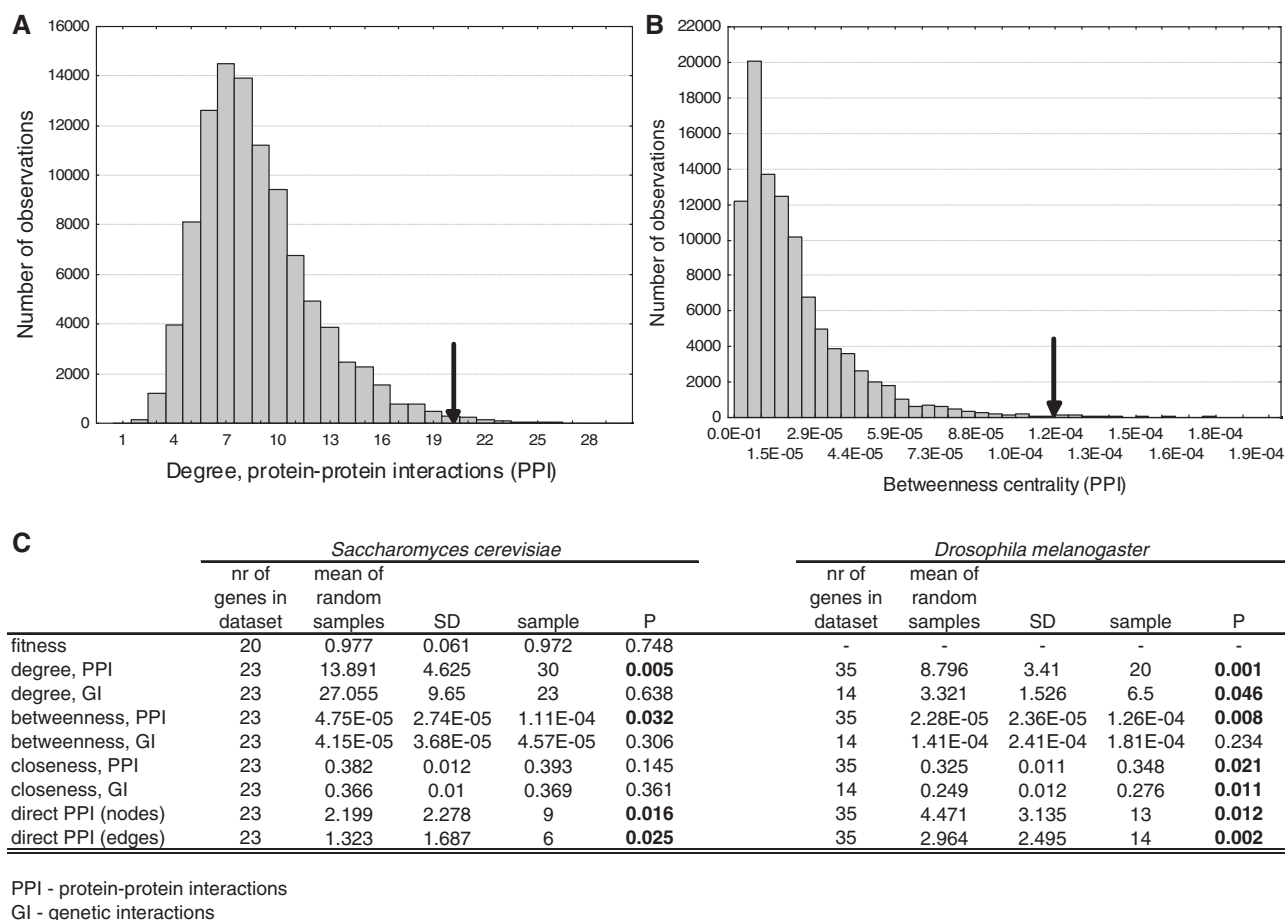 A
16000
14000
12000
10000
8000
6000
4000
2000
0
Number of observations
1 4 7 10 13 16 19 22 25 28
Degree, protein-protein interactions (PPI)
B
22000
20000
18000
16000
14000
12000
10000
8000
6000
4000
2000
0
Number of observations
0.0E-01 2.9E-05 5.9E-05 8.8E-05 1.2E-04 1.5E-04 1.8E-04
1.5E-05 4.4E-05 7.3E-05 1.0E-04 1.3E-04 1.6E-04 1.9E-04
Betweenness centrality (PPI)
C
Saccharomyces cerevisiae Drosophila melanogaster
nr of mean of nr of mean of
genes in random genes in random
dataset samples SD sample P dataset samples SD sample P
fitness 20 0.977 0.061 0.972 0.748 - - - - -
degree, PPI 23 13.891 4.625 30 0.005 35 8.796 3.41 20 0.001
degree, GI 23 27.055 9.65 23 0.638 14 3.321 1.526 6.5 0.046
betweenness, PPI 23 4.75E-05 2.74E-05 1.11E-04 0.032 35 2.28E-05 2.36E-05 1.26E-04 0.008
betweenness, GI 23 4.15E-05 3.68E-05 4.57E-05 0.306 14 1.41E-04 2.41E-04 1.81E-04 0.234
closeness, PPI 23 0.382 0.012 0.393 0.145 35 0.325 0.011 0.348 0.021
closeness, GI 23 0.366 0.01 0.369 0.361 14 0.249 0.012 0.276 0.011
direct PPI (nodes) 23 2.199 2.278 9 0.016 35 4.471 3.135 13 0.012
direct PPI (edges) 23 1.323 1.687 6 0.025 35 2.964 2.495 14 0.002
PPI - protein-protein interactions
GI - genetic interactions